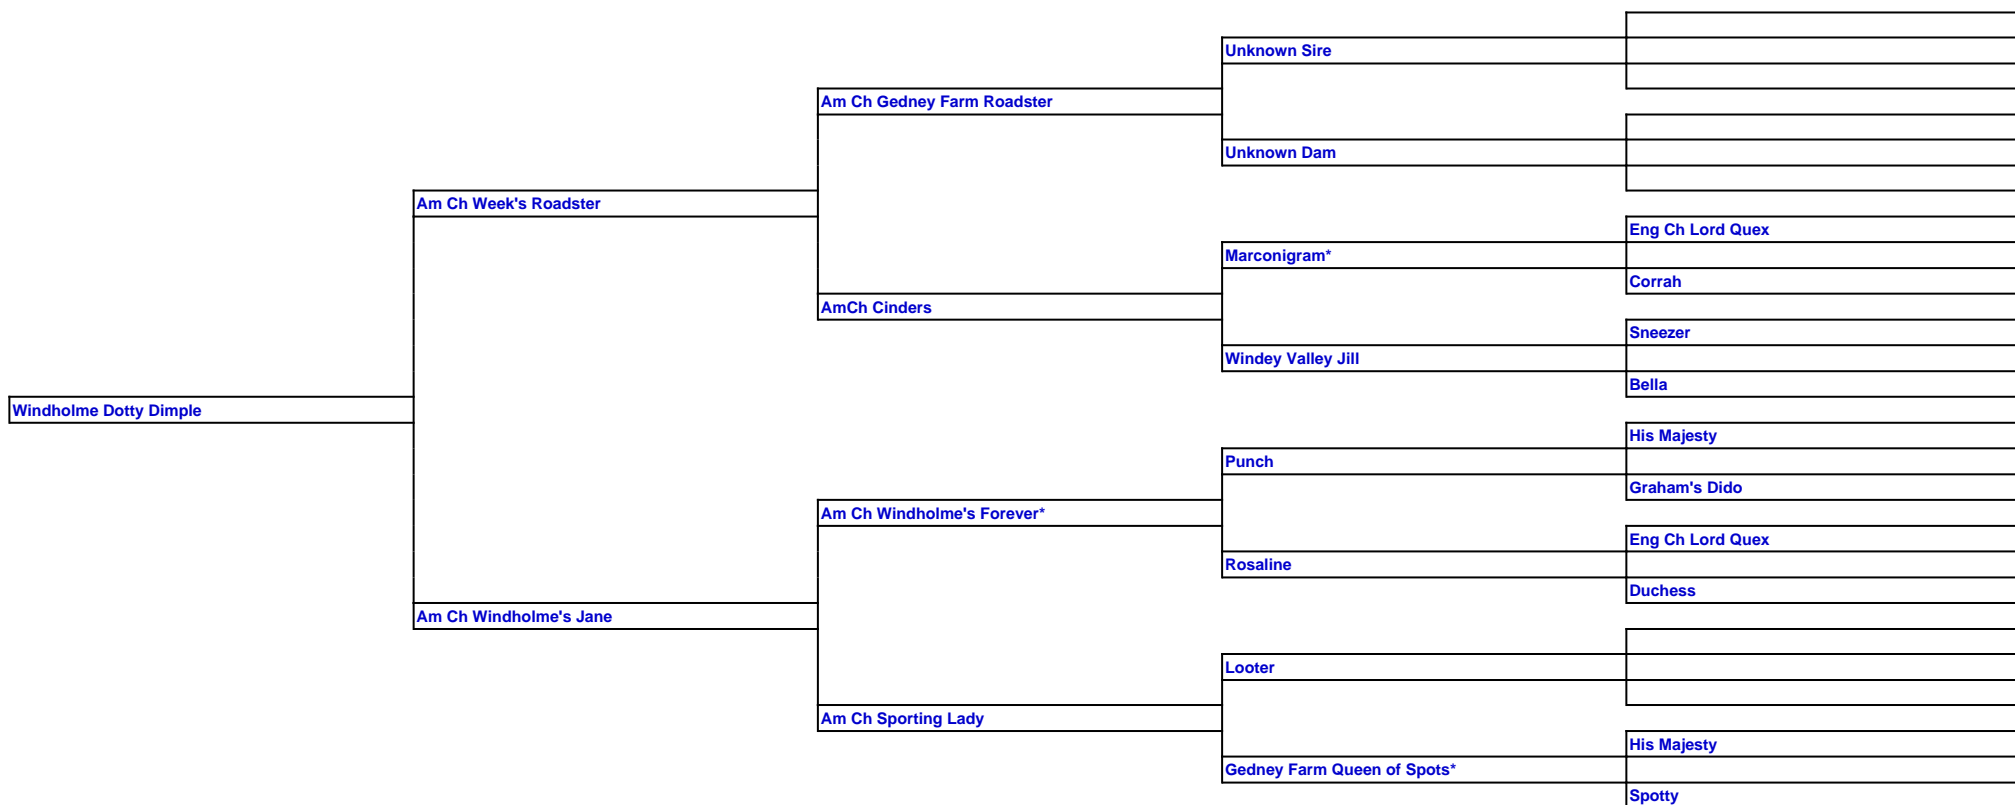 Unknown Sire
Am Ch Gedney Farm Roadster
Unknown Dam
Am Ch Week's Roadster
Eng Ch Lord Quex
Marconigram*
Corrah
AmCh Cinders
Sneezer
Windey Valley Jill
Bella
Windholme Dotty Dimple
His Majesty
Punch
Graham's Dido
Am Ch Windholme's Forever*
Eng Ch Lord Quex
Rosaline
Duchess
Am Ch Windholme's Jane
Looter
Am Ch Sporting Lady
His Majesty
Gedney Farm Queen of Spots*
Spotty